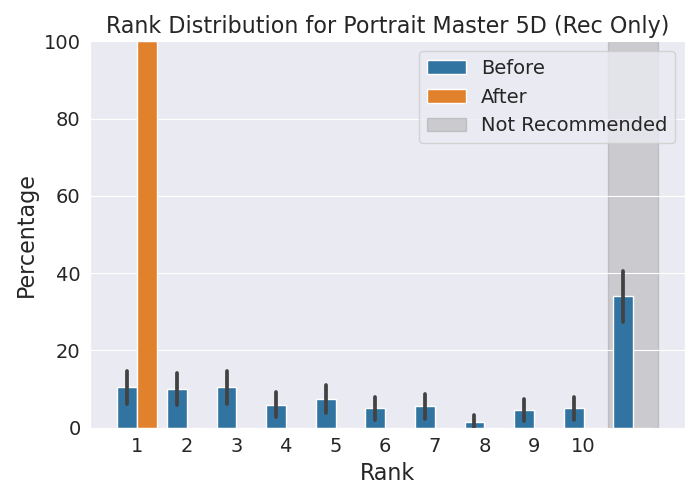 Rank Distribution for Portrait Master 5D (Rec Only)
100
80
60
40
20
0
Percentage
Before
After
Not Recommended
1 2 3 4 5 6 7 8 9 10
Rank